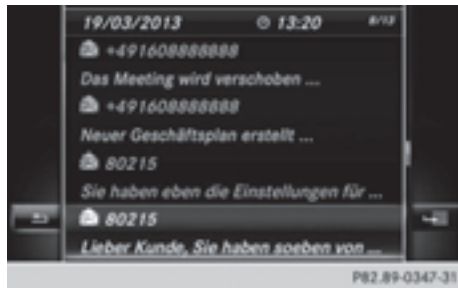 19/03/2013 13:20 8/13
+491608888888
Das Meeting wird verschoben ...
+491608888888
Neuer Geschäftsplan erstellt ...
80215
Sie haben eben die Einstellungen für ...
80215
Lieber Kunde, Sie haben soeben von ...
P82.89-0347-31